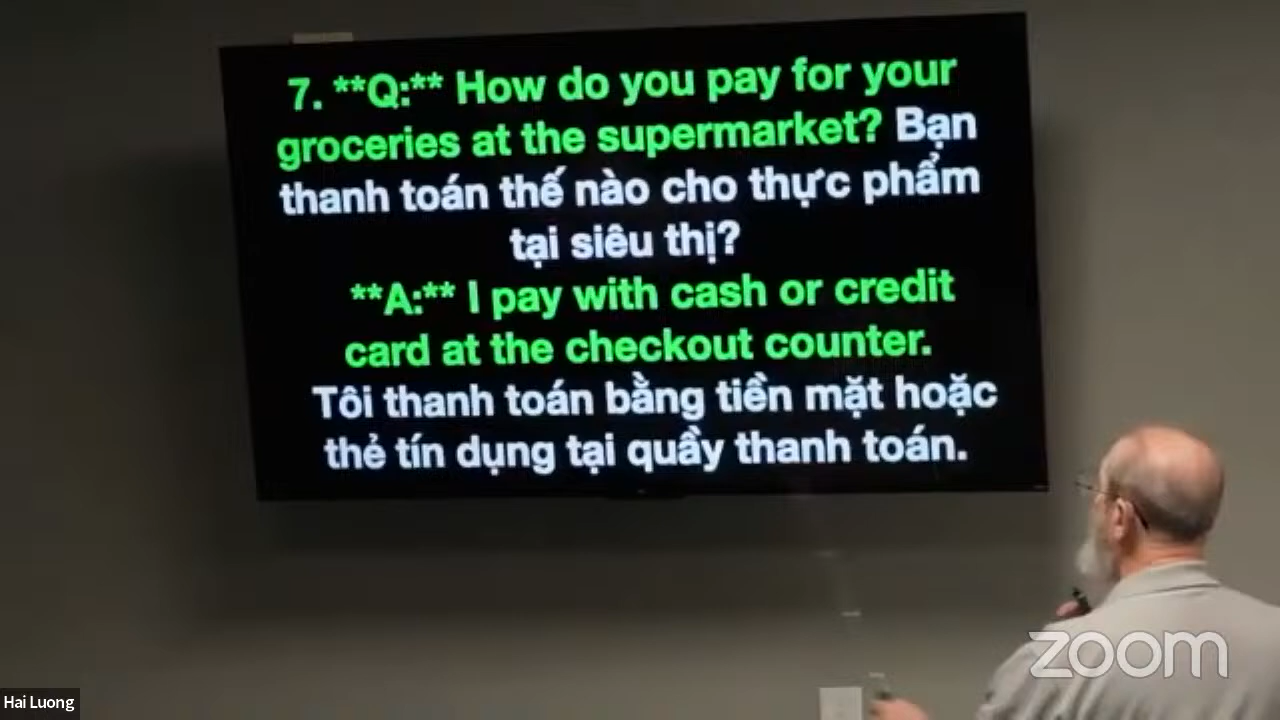 7. **Q:** How do you pay for your
groceries at the supermarket? Bạn
thanh toán thế nào cho thực phẩm
tại siêu thị?
**A:** I pay with cash or credit
card at the checkout counter.
Tôi thanh toán bằng tiền mặt hoặc
thẻ tín dụng tại quầy thanh toán.
zoom
Hai Luong